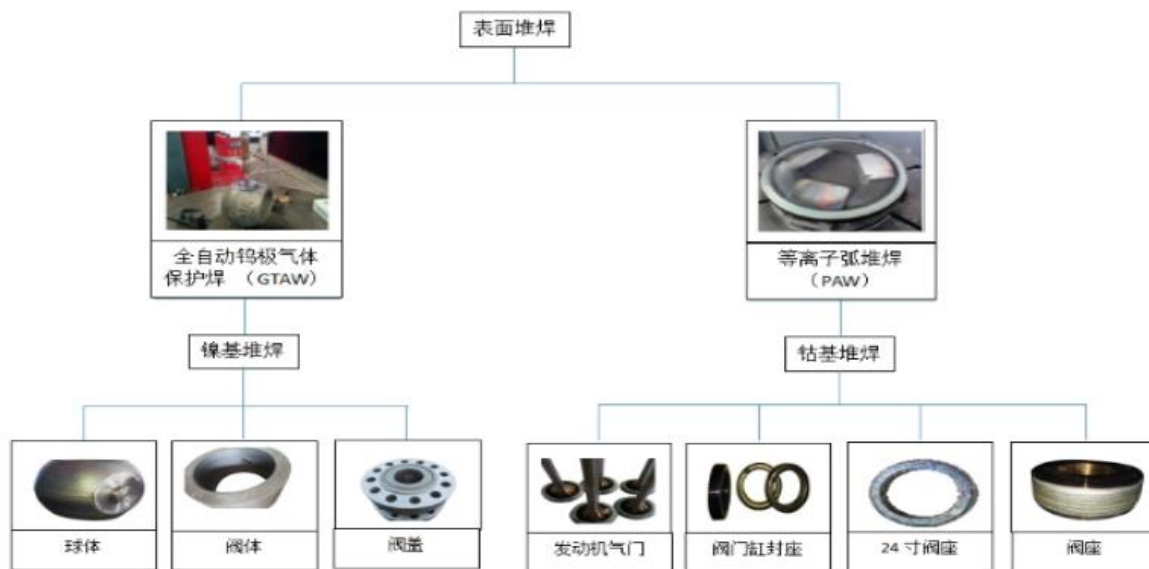 表面堆焊
全自动钨极气体
保护焊 （GTAW）
等离子弧堆焊
（PAW）
镍基堆焊
钴基堆焊
球体
阀体
阀盖
发动机气门
阀门缸封座
24 寸阀座
阀座